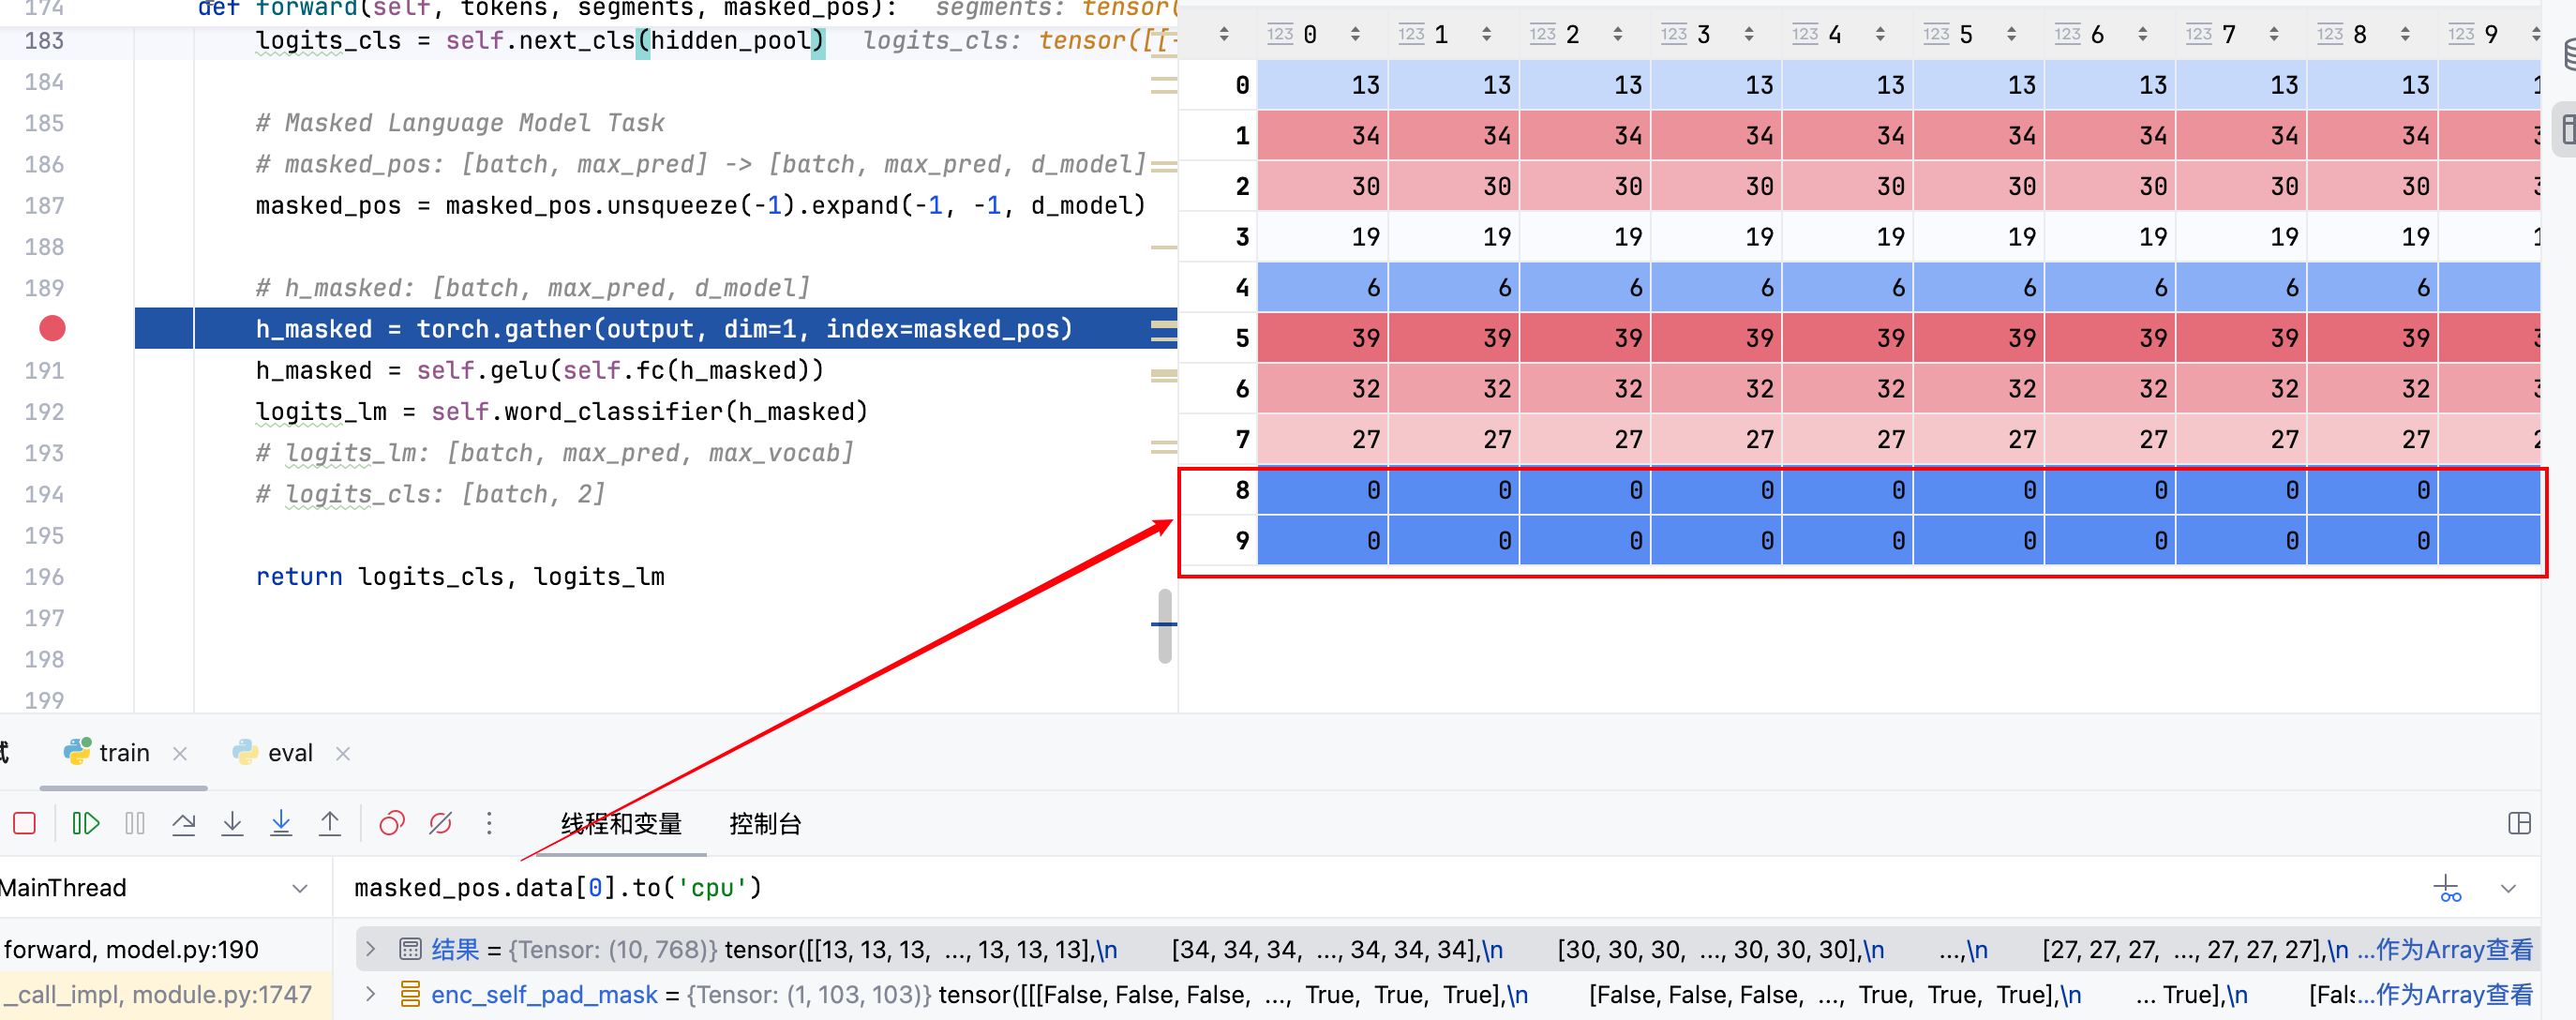 174 def forward(self, tokens, segments, masked_pos): segments: tensor(
183 logits_cls = self.next_cls(hidden_pool) logits_cls: tensor([[-
184
185 # Masked Language Model Task
186 # masked_pos: [batch, max_pred] -> [batch, max_pred, d_model]
187 masked_pos = masked_pos.unsqueeze(-1).expand(-1, -1, d_model)
188
189 # h_masked: [batch, max_pred, d_model]
h_masked = torch.gather(output, dim=1, index=masked_pos)
191 h_masked = self.gelu(self.fc(h_masked))
192 logits_lm = self.word_classifier(h_masked)
193 # logits_lm: [batch, max_pred, max_vocab]
194 # logits_cls: [batch, 2]
195
196 return logits_cls, logits_lm
197
198
199
123 0 123 1 123 2 123 3 123 4 123 5 123 6 123 7 123 8 123 9
0 13 13 13 13 13 13 13 13 13 1
1 34 34 34 34 34 34 34 34 34 3
2 30 30 30 30 30 30 30 30 30 3
3 19 19 19 19 19 19 19 19 19 1
4 6 6 6 6 6 6 6 6 6
5 39 39 39 39 39 39 39 39 39 3
6 32 32 32 32 32 32 32 32 32 3
7 27 27 27 27 27 27 27 27 27 2
8 0 0 0 0 0 0 0 0 0
9 0 0 0 0 0 0 0 0 0
train eval
线程和变量 控制台
MainThread
masked_pos.data[0].to('cpu')
forward, model.py:190
结果 = {Tensor: (10, 768)} tensor([[13, 13, 13, ..., 13, 13, 13],\n [34, 34, 34, ..., 34, 34, 34],\n [30, 30, 30, ..., 30, 30, 30],\n ...,\n [27, 27, 27, ..., 27, 27, 27],\n ...作为Array查看
_call_impl, module.py:1747
enc_self_pad_mask = {Tensor: (1, 103, 103)} tensor([[[False, False, False, ..., True, True, True],\n [False, False, False, ..., True, True, True],\n ... True],\n [Fals...作为Array查看